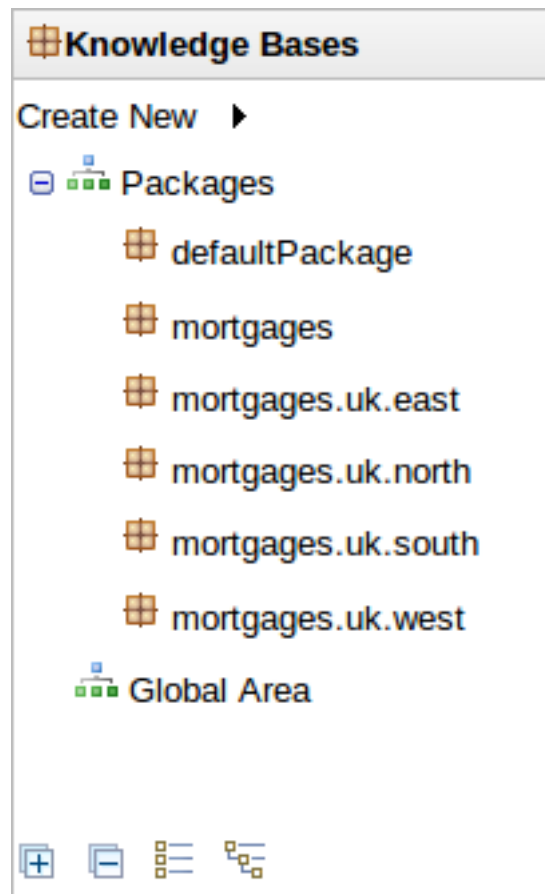 Knowledge Bases
Create New
Packages
defaultPackage
mortgages
mortgages.uk.east
mortgages.uk.north
mortgages.uk.south
mortgages.uk.west
Global Area